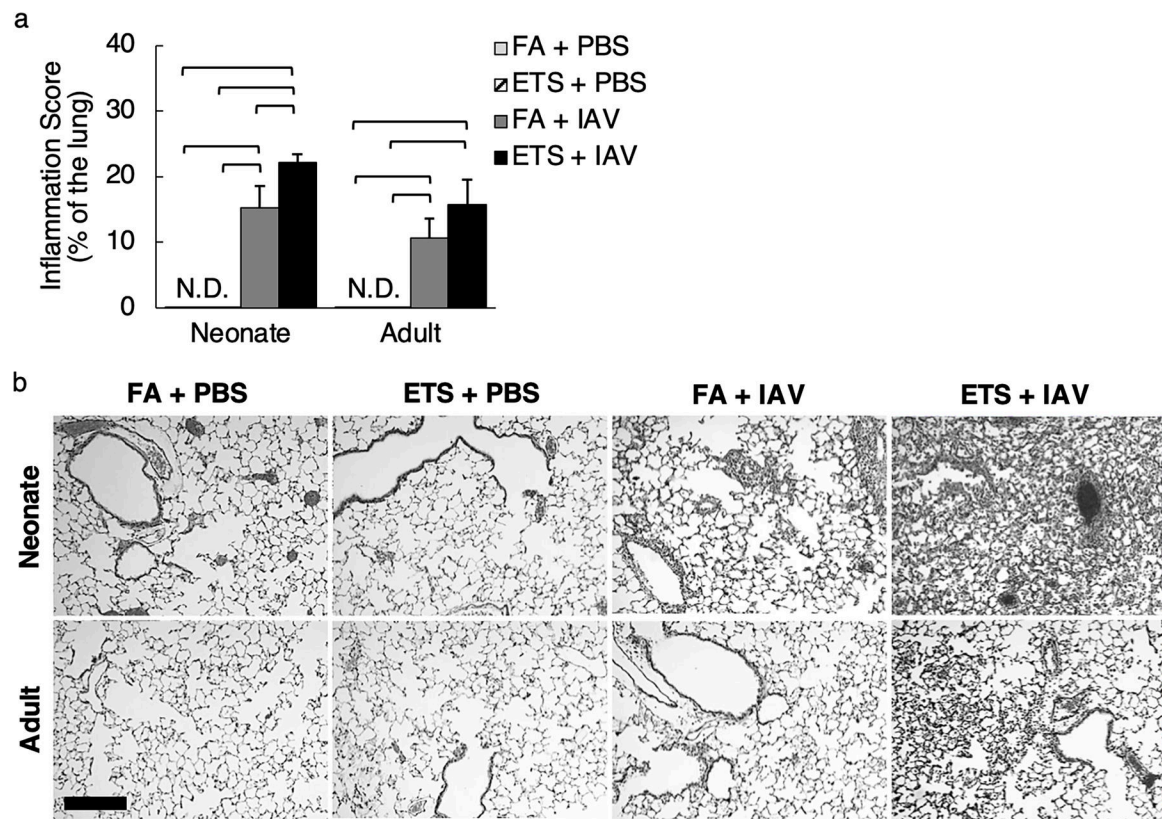 a
Inflammation Score
(% of the lung)
40
30
20
10
0
N.D.
N.D.
Neonate
Adult
FA + PBS
ETS + PBS
FA + IAV
ETS + IAV
b
FA + PBS
ETS + PBS
FA + IAV
ETS + IAV
Neonate
Adult